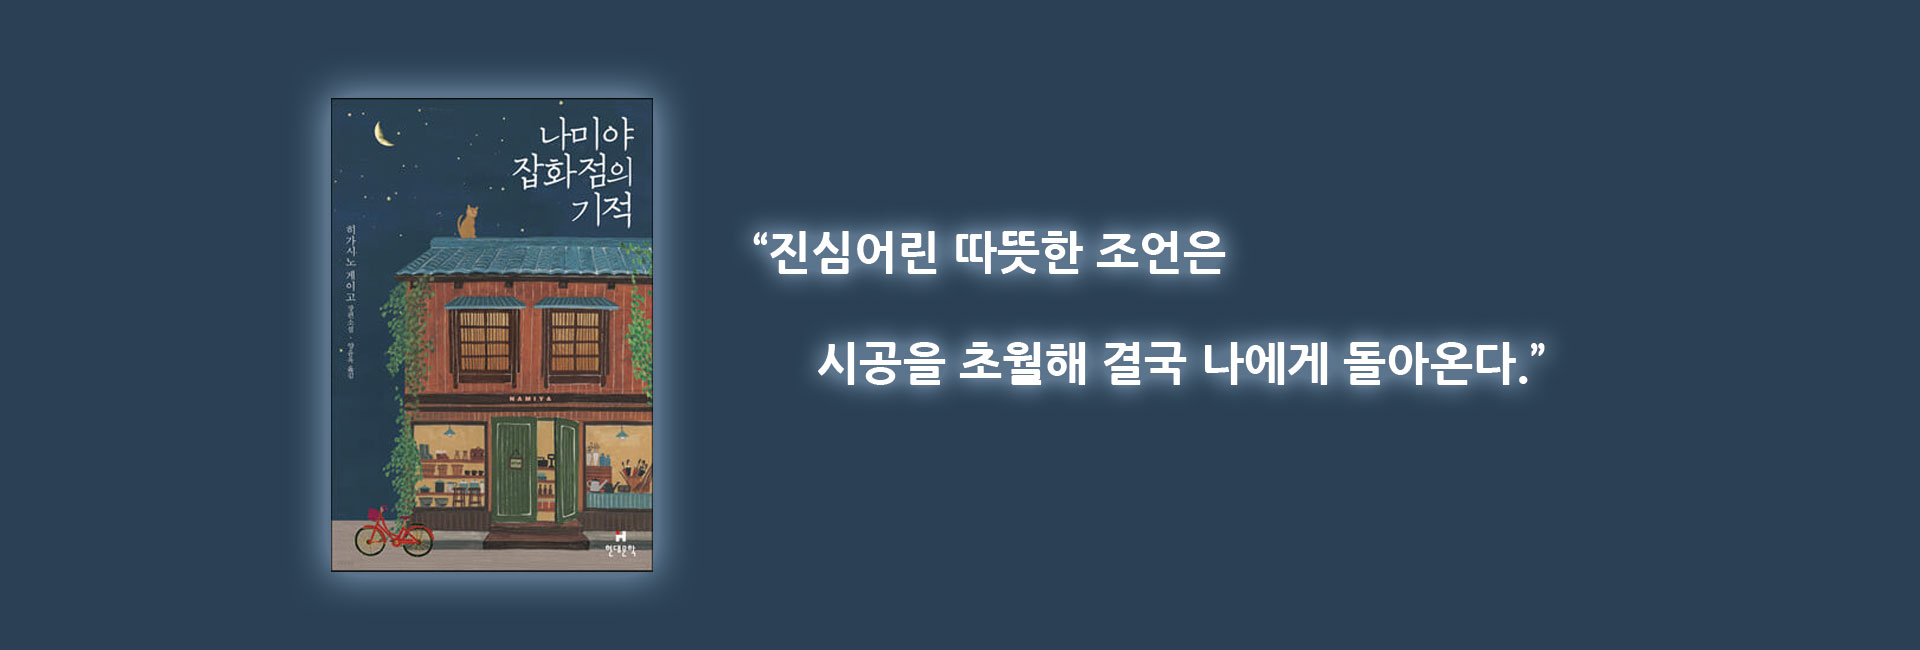 나미야
잡화점의
기적
히가시노 게이고 장편소설 · 양윤옥 옮김
NAMIYA
현대문학
“진심어린 따뜻한 조언은
시공을 초월해 결국 나에게 돌아온다.”